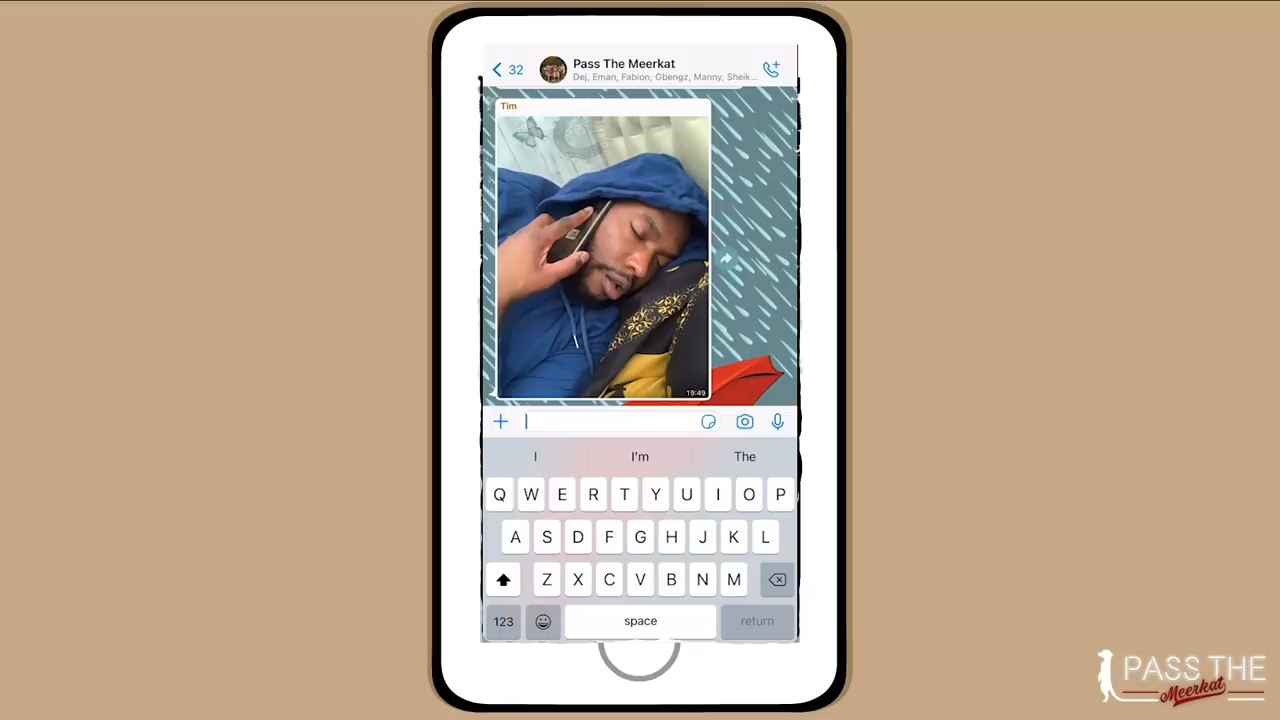 32
Pass The Meerkat
Dej, Eman, Fabion, Gbengz, Manny, Sheik...
Tim
19:49
I I'm The
Q W E R T Y U I O P
A S D F G H J K L
Z X C V B N M
123 space return
PASS THE
Meerkat